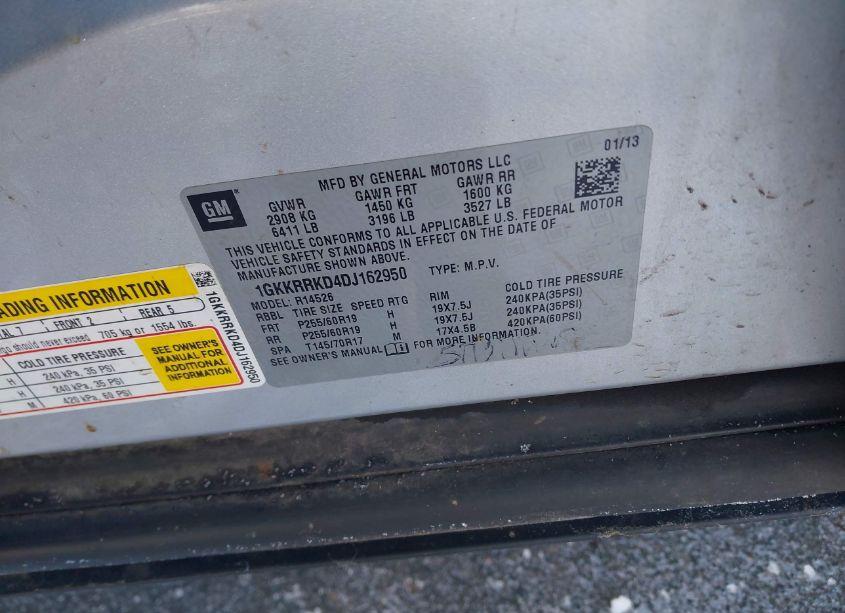 GM
01/13
MFD BY GENERAL MOTORS LLC
GVWR GAWR FRT GAWR RR
2908 KG 1450 KG 1600 KG
6411 LB 3196 LB 3527 LB
THIS VEHICLE CONFORMS TO ALL APPLICABLE U.S. FEDERAL MOTOR
VEHICLE SAFETY STANDARDS IN EFFECT ON THE DATE OF
MANUFACTURE SHOWN ABOVE.
1GKKRRKD4DJ162950 TYPE: M.P.V.
MODEL: R14526
RBBL TIRE SIZE SPEED RTG RIM COLD TIRE PRESSURE
FRT P255/60R19 H 19X7.5J 240KPA(35PSI)
RR P255/60R19 H 19X7.5J 240KPA(35PSI)
SPA T145/70R17 M 17X4.5B 420KPA(60PSI)
SEE OWNER'S MANUAL FOR MORE INFORMATION.
ADING INFORMATION
TAL 7 FRONT 2 REAR 5
go should never exceed 705 kg or 1554 lbs.
COLD TIRE PRESSURE
H 240 kPa, 35 PSI
H 240 kPa, 35 PSI
M 420 kPa, 60 PSI
SEE OWNER'S
MANUAL FOR
ADDITIONAL
INFORMATION
1GKKRRKD4DJ162950